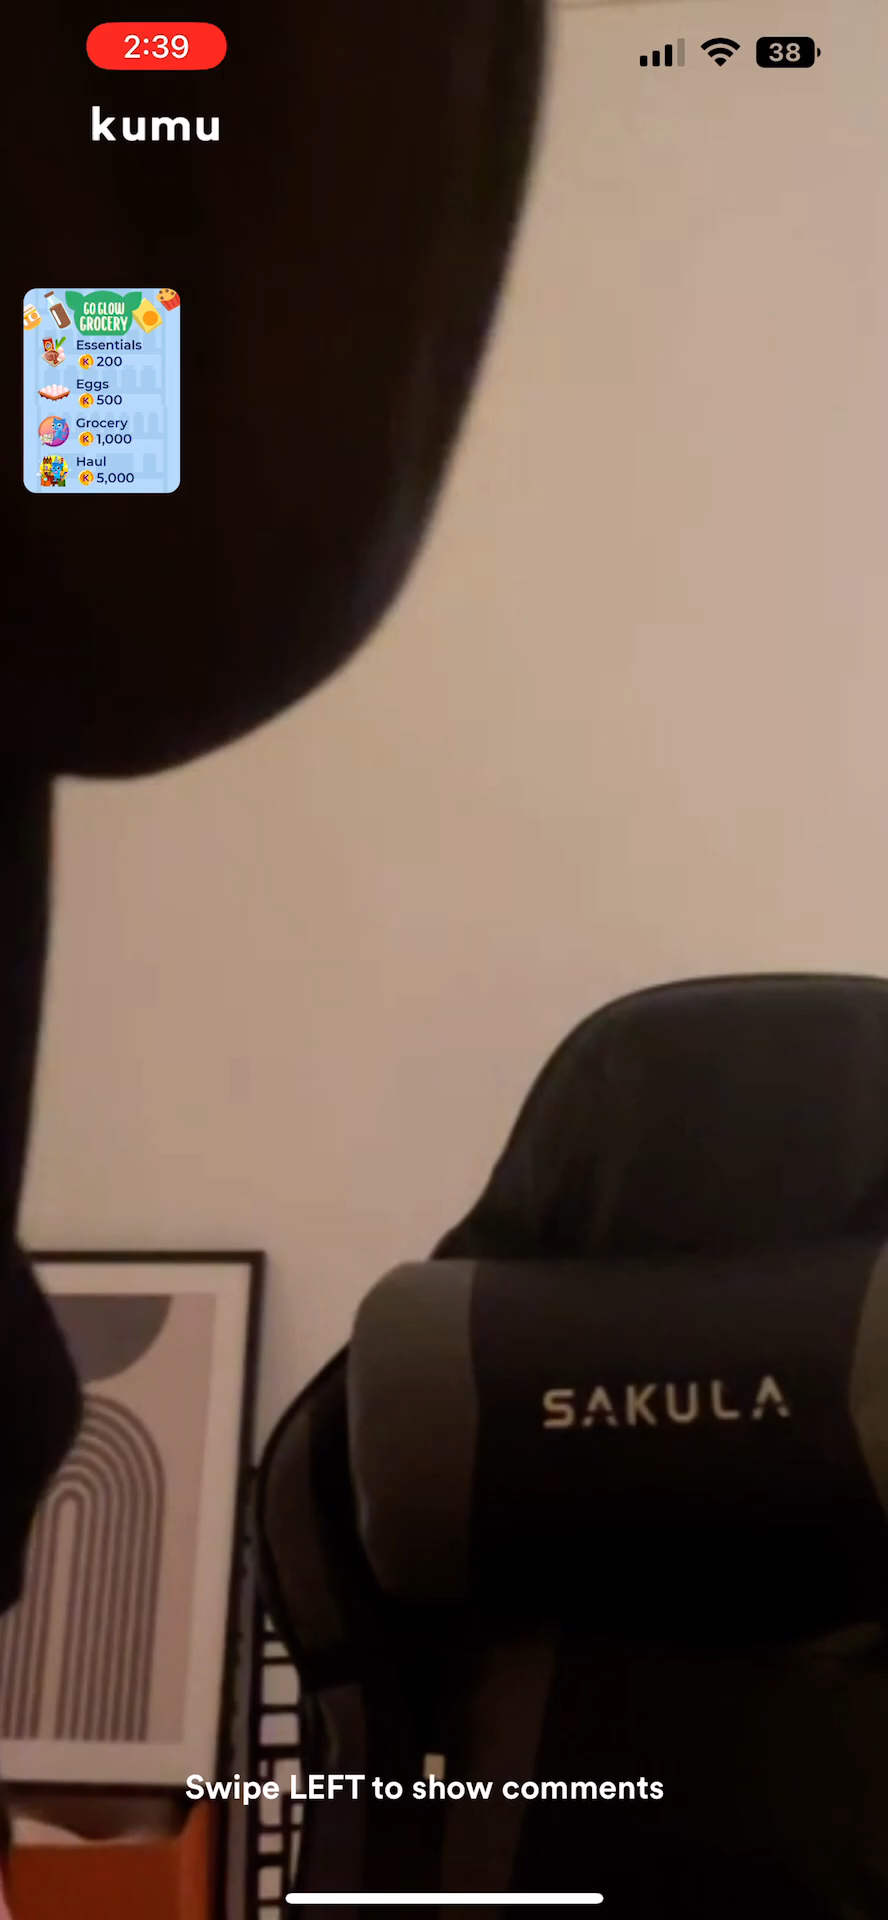 2:39
38
kumu
GO GLOW
GROCERY
Essentials
K 200
Eggs
K 500
Grocery
K 1,000
Haul
K 5,000
SAKULA
Swipe LEFT to show comments